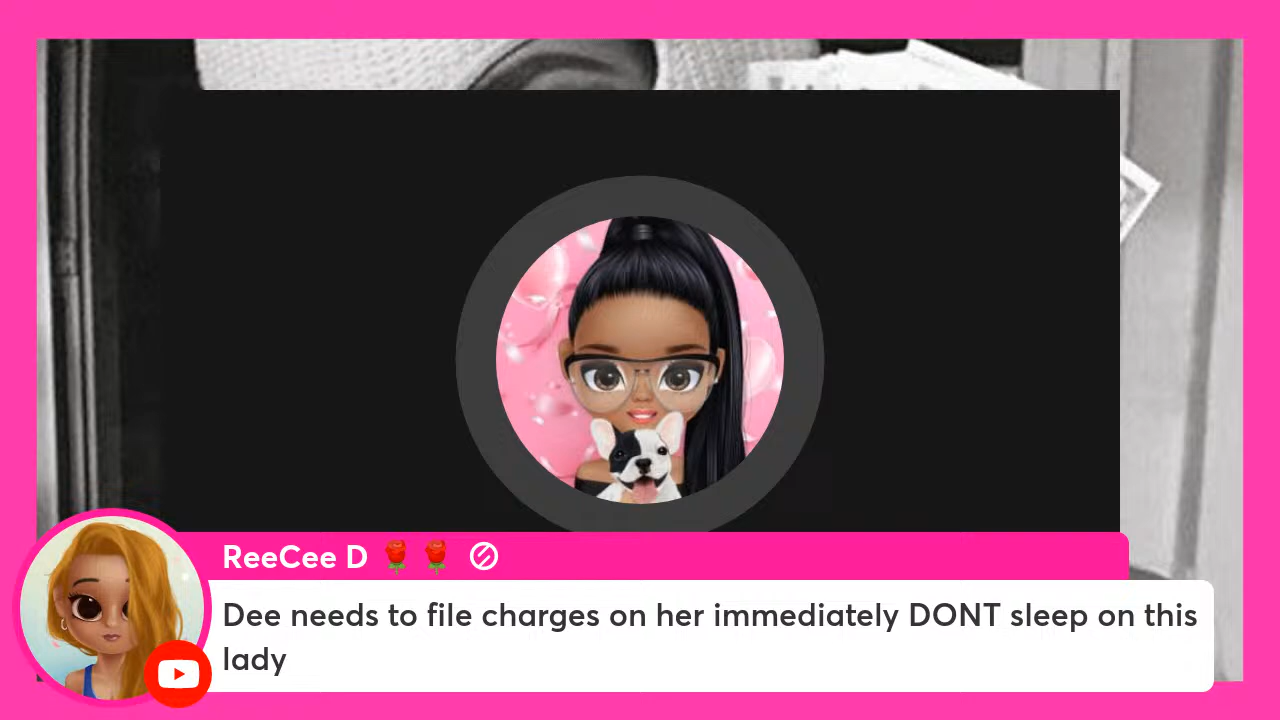 ReeCee D 🌹 🌹
Dee needs to file charges on her immediately DONT sleep on this
lady